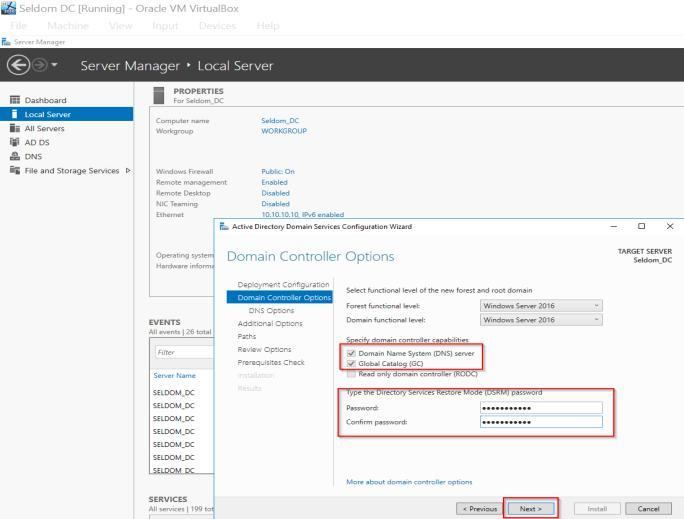 Seldom DC [Running] - Oracle VM VirtualBox
File Machine View Input Devices Help
Server Manager
Server Manager • Local Server
Dashboard
Local Server
All Servers
AD DS
DNS
File and Storage Services
PROPERTIES
For Seldom_DC
Computer name Seldom_DC
Workgroup WORKGROUP
Windows Firewall Public: On
Remote management Enabled
Remote Desktop Disabled
NIC Teaming Disabled
Ethernet 10.10.10.10, IPv6 enabled
Operating system
Hardware informa
EVENTS
All events | 26 total
Filter
Server Name
SELDOM_DC
SELDOM_DC
SELDOM_DC
SELDOM_DC
SELDOM_DC
SELDOM_DC
SELDOM_DC
SERVICES
All services | 199 tot
Active Directory Domain Services Configuration Wizard
Domain Controller Options
TARGET SERVER
Seldom_DC
Deployment Configuration
Domain Controller Options
DNS Options
Additional Options
Paths
Review Options
Prerequisites Check
Installation
Results
Select functional level of the new forest and root domain
Forest functional level: Windows Server 2016
Domain functional level: Windows Server 2016
Specify domain controller capabilities
Domain Name System (DNS) server
Global Catalog (GC)
Read only domain controller (RODC)
Type the Directory Services Restore Mode (DSRM) password
Password: •••••••••••
Confirm password: •••••••••••
More about domain controller options
< Previous Next > Install Cancel